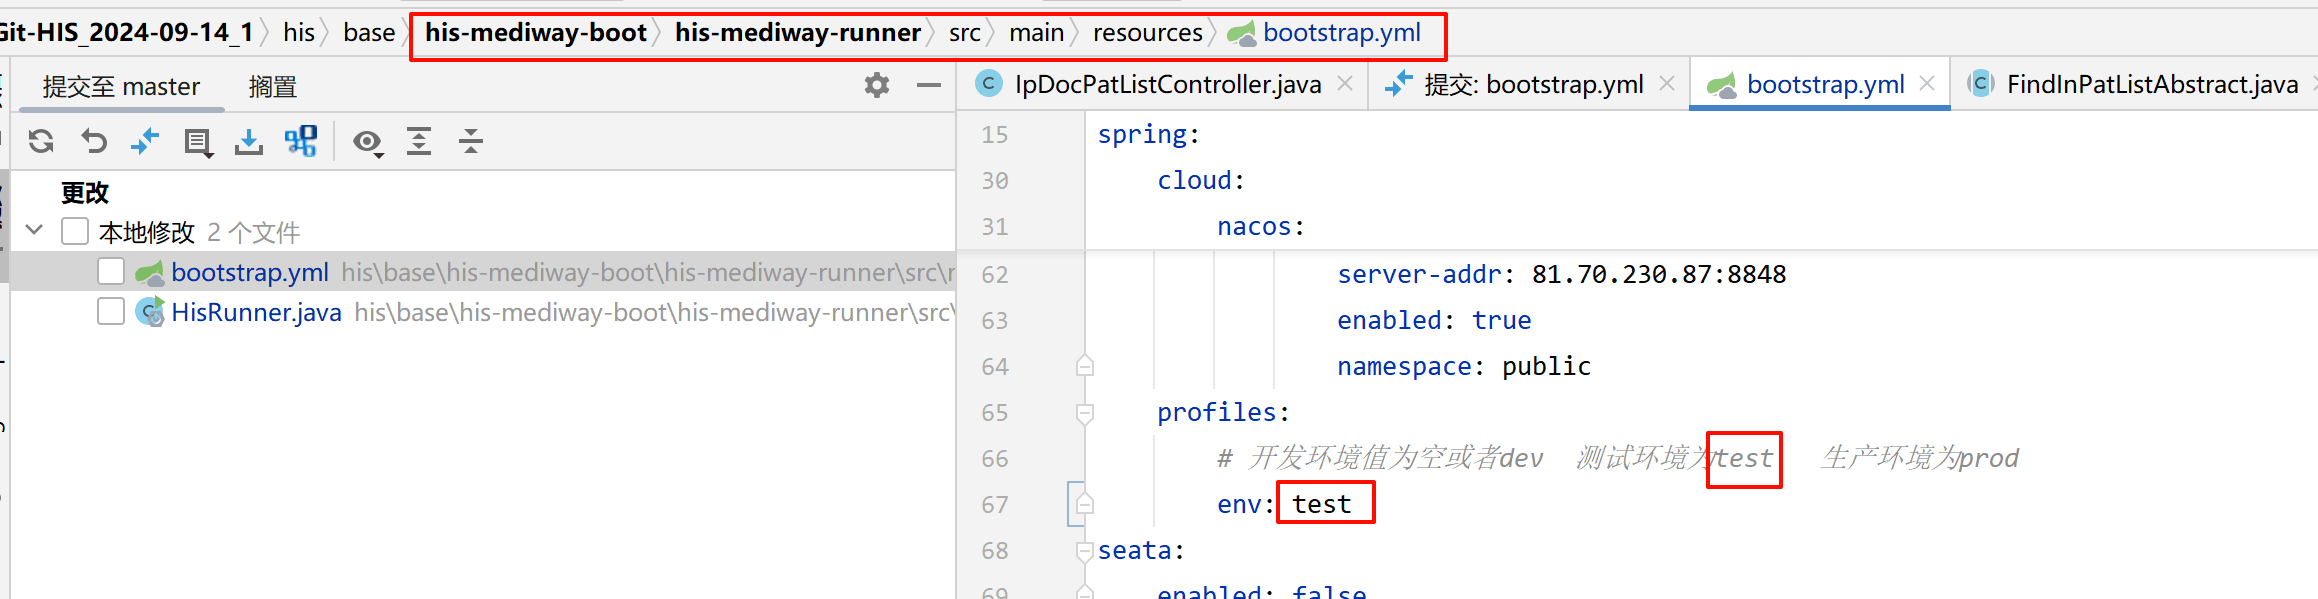 Git-HIS_2024-09-14_1 his base his-mediway-boot his-mediway-runner src main resources bootstrap.yml
提交至 master 搁置
更改
本地修改 2 个文件
bootstrap.yml his\base\his-mediway-boot\his-mediway-runner\src\
HisRunner.java his\base\his-mediway-boot\his-mediway-runner\src\
IpDocPatListController.java 提交: bootstrap.yml bootstrap.yml FindInPatListAbstract.java
15 spring:
30 cloud:
31 nacos:
62 server-addr: 81.70.230.87:8848
63 enabled: true
64 namespace: public
65 profiles:
66 # 开发环境值为空或者dev 测试环境为test 生产环境为prod
67 env: test
68 seata:
69 enabled: false